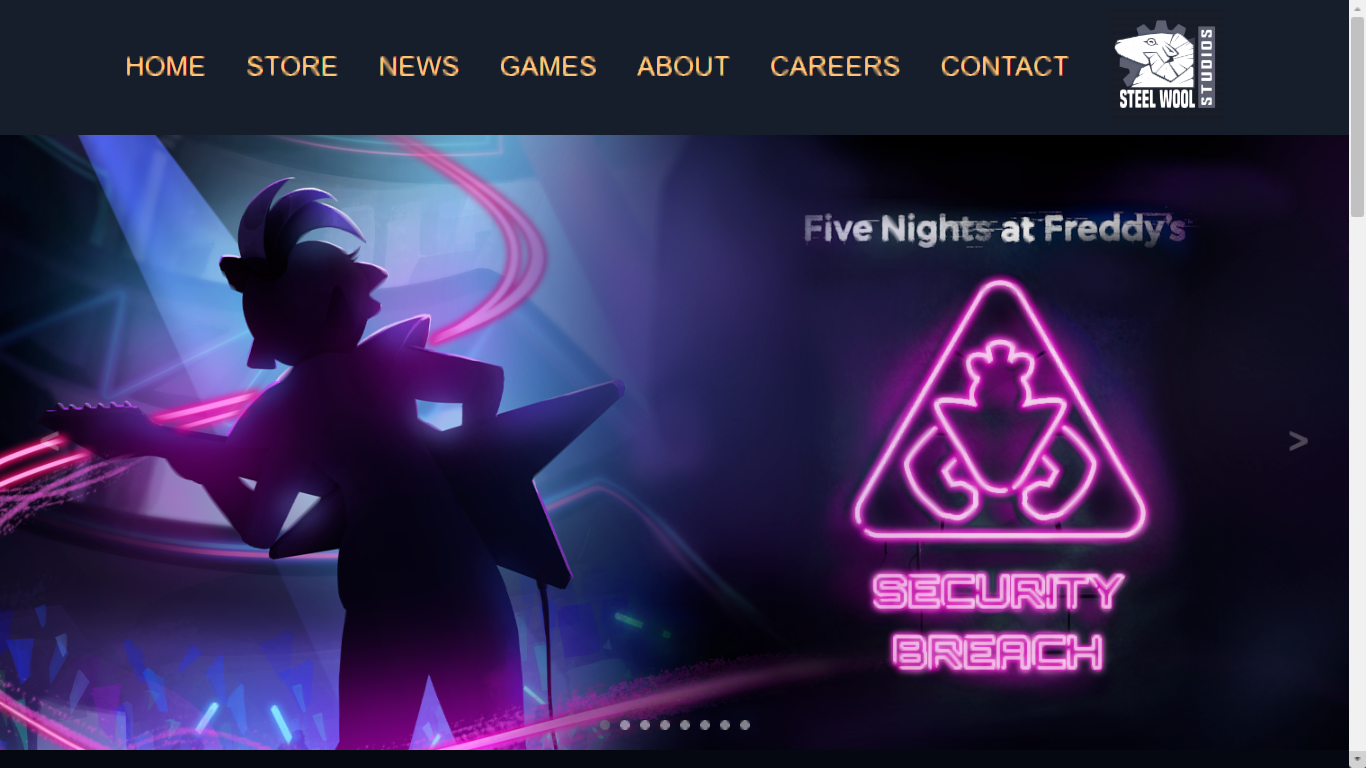 HOME STORE NEWS GAMES ABOUT CAREERS CONTACT
STEEL WOOL
STUDIOS
Five Nights at Freddy's
>
SECURITY
BREACH